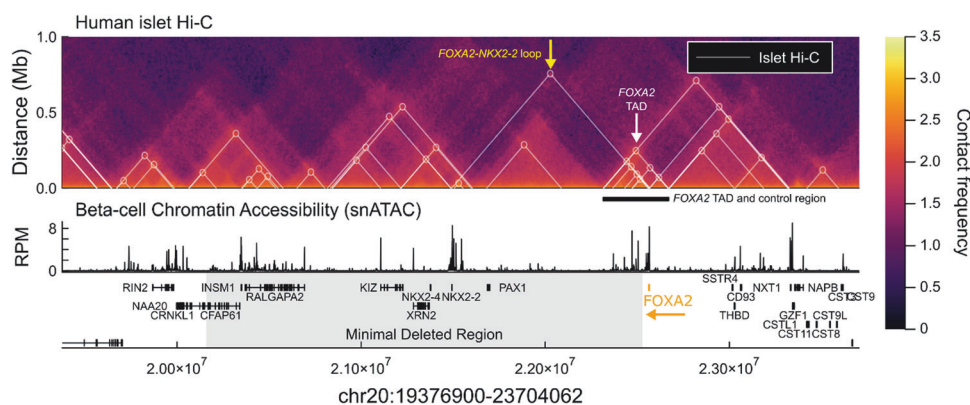 Human islet Hi-C
1.0
0.5
0.0
Distance (Mb)
FOXA2-NKX2-2 loop
FOXA2
TAD
Islet Hi-C
FOXA2 TAD and control region
3.5
3.0
2.5
2.0
1.5
1.0
0.5
0
Contact frequency
Beta-cell Chromatin Accessibility (snATAC)
8
0
RPM
SSTR4
RIN2 INSM1 KIZ PAX1 NXT1 NAPB
RALGAPA2 NKX2-4 NKX2-2 FOXA2 CD93 CST3 CST9
NAA20 CFAP61 XRN2 THBD GZF1 CST9L
CRNKL1 CSTL1 CST8
CST11
Minimal Deleted Region
2.00 x 10⁷ 2.10 x 10⁷ 2.20 x 10⁷ 2.30 x 10⁷
chr20:19376900-23704062